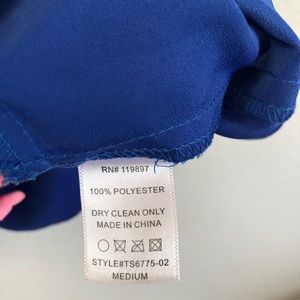 RN# 119897
100% POLYESTER
DRY CLEAN ONLY
MADE IN CHINA
STYLE#TS6775-02
MEDIUM